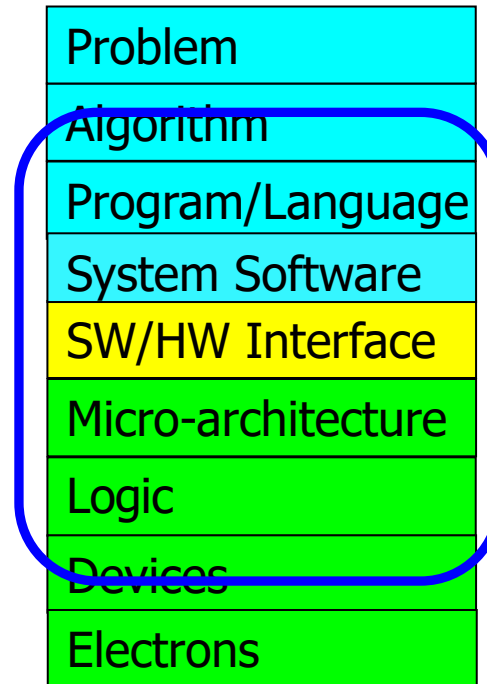 Problem
Algorithm
Program/Language
System Software
SW/HW Interface
Micro-architecture
Logic
Devices
Electrons